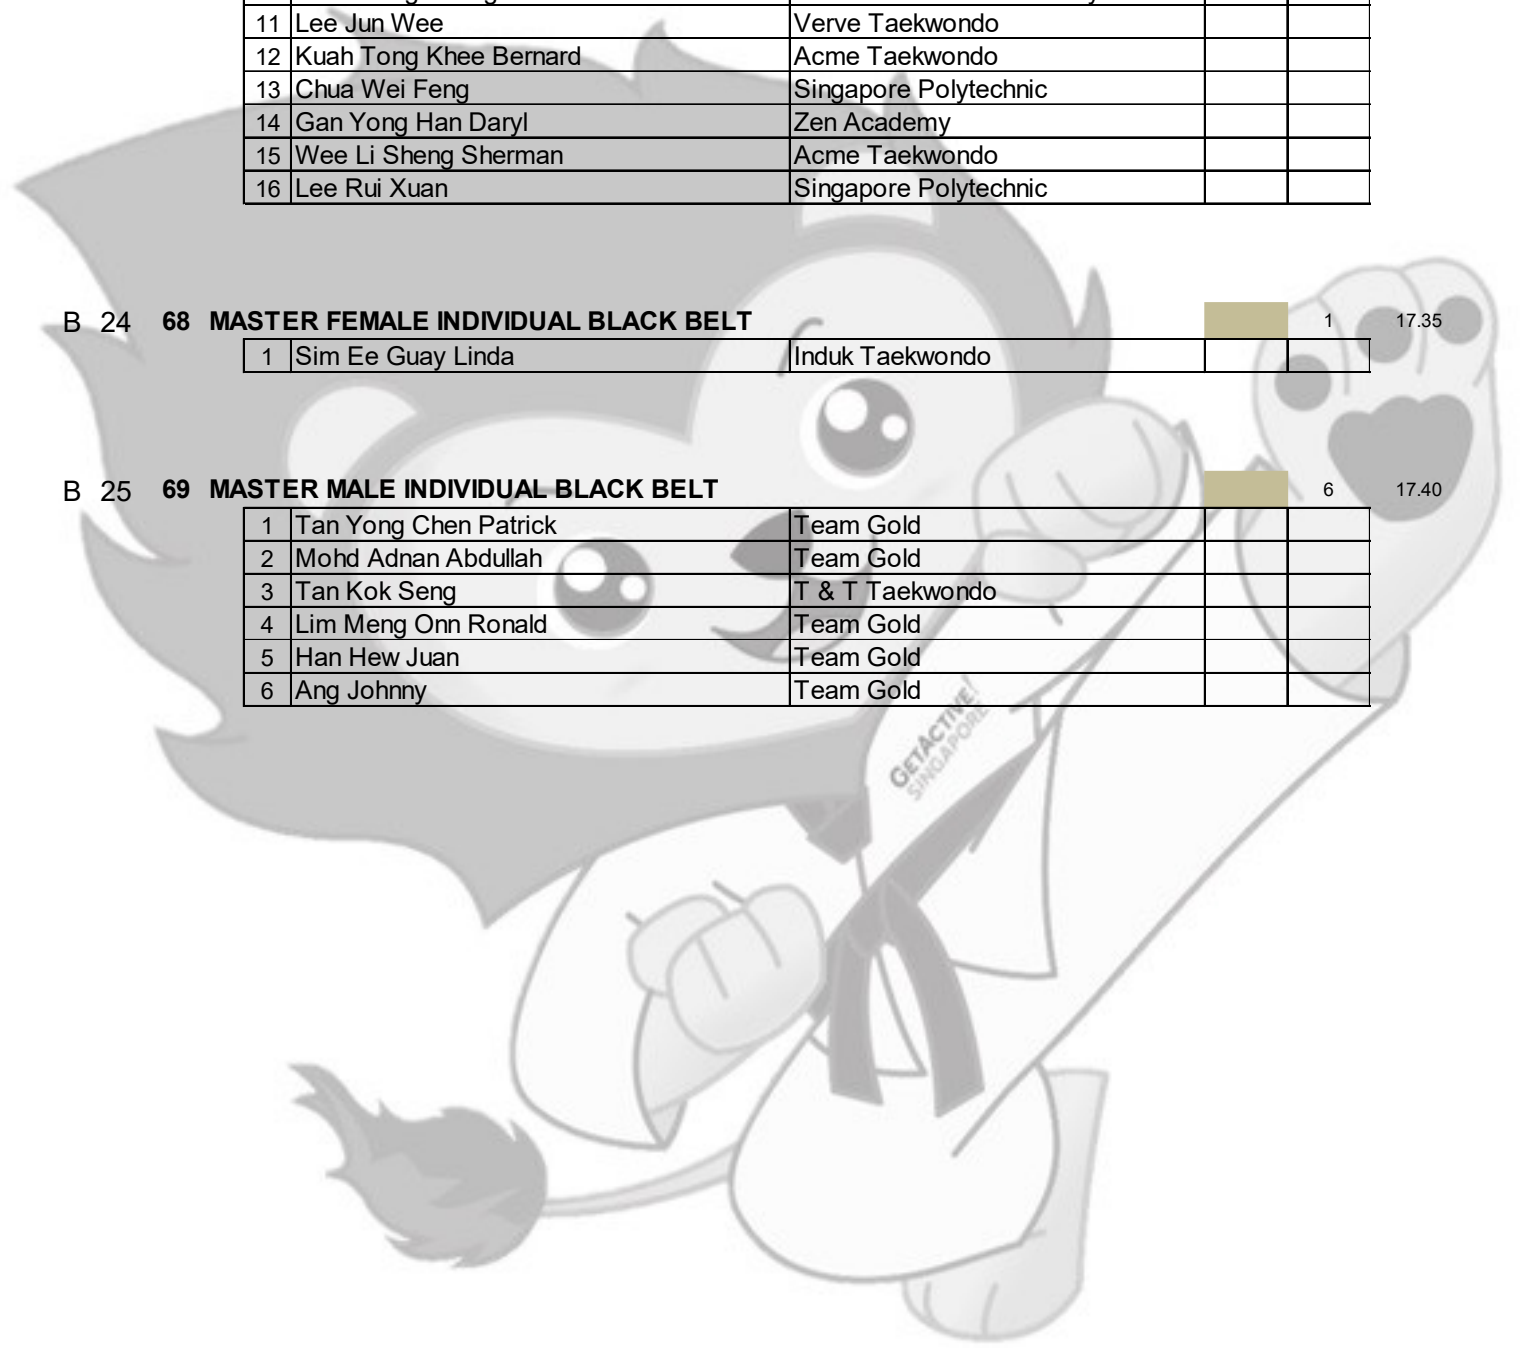 11 Lee Jun Wee Verve Taekwondo
12 Kuah Tong Khee Bernard Acme Taekwondo
13 Chua Wei Feng Singapore Polytechnic
14 Gan Yong Han Daryl Zen Academy
15 Wee Li Sheng Sherman Acme Taekwondo
16 Lee Rui Xuan Singapore Polytechnic
B 24 68 MASTER FEMALE INDIVIDUAL BLACK BELT 1 17.35
1 Sim Ee Guay Linda Induk Taekwondo
B 25 69 MASTER MALE INDIVIDUAL BLACK BELT 6 17.40
1 Tan Yong Chen Patrick Team Gold
2 Mohd Adnan Abdullah Team Gold
3 Tan Kok Seng T & T Taekwondo
4 Lim Meng Onn Ronald Team Gold
5 Han Hew Juan Team Gold
6 Ang Johnny Team Gold
GETACTIVE!
SINGAPORE